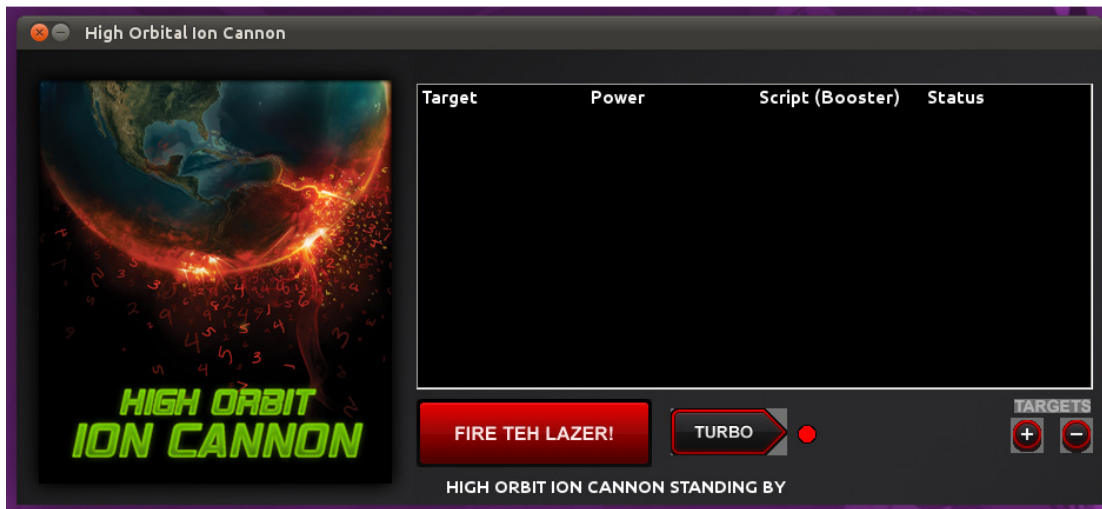 High Orbital Ion Cannon
Target Power Script (Booster) Status
HIGH ORBIT
ION CANNON
FIRE TEH LAZER!
TURBO
TARGETS
+ −
HIGH ORBIT ION CANNON STANDING BY